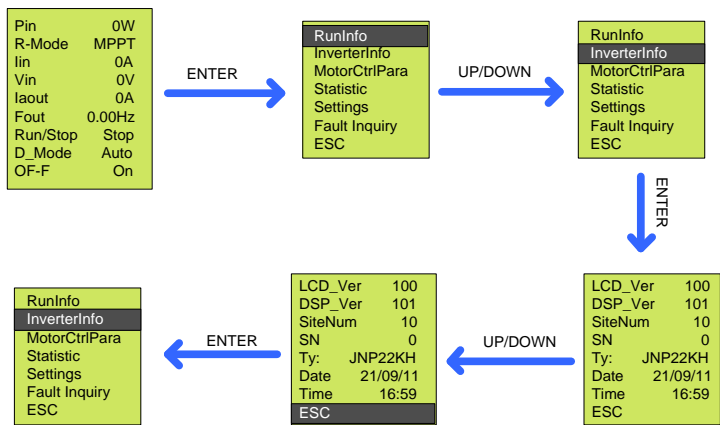 Pin 0W
R-Mode MPPT
Iin 0A
Vin 0V
Iaout 0A
Fout 0.00Hz
Run/Stop Stop
D_Mode Auto
OF-F On
ENTER
RunInfo
InverterInfo
MotorCtrlPara
Statistic
Settings
Fault Inquiry
ESC
UP/DOWN
RunInfo
InverterInfo
MotorCtrlPara
Statistic
Settings
Fault Inquiry
ESC
ENTER
LCD_Ver 100
DSP_Ver 101
SiteNum 10
SN 0
Ty: JNP22KH
Date 21/09/11
Time 16:59
ESC
UP/DOWN
LCD_Ver 100
DSP_Ver 101
SiteNum 10
SN 0
Ty: JNP22KH
Date 21/09/11
Time 16:59
ESC
ENTER
RunInfo
InverterInfo
MotorCtrlPara
Statistic
Settings
Fault Inquiry
ESC